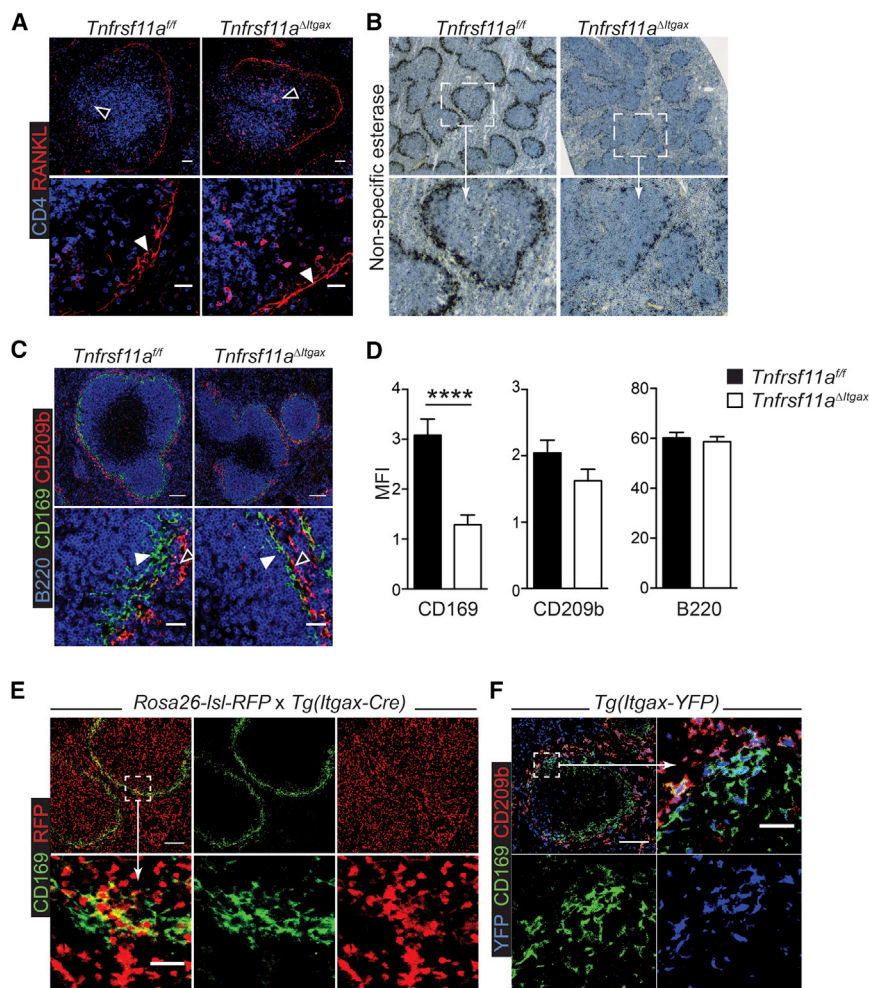 A
Tnfrsf11a^f/f
Tnfrsf11a^ΔItgax
CD4 RANKL
B
Tnfrsf11a^f/f
Tnfrsf11a^ΔItgax
Non-specific esterase
C
Tnfrsf11a^f/f
Tnfrsf11a^ΔItgax
B220 CD169 CD209b
D
Tnfrsf11a^f/f
Tnfrsf11a^ΔItgax
MFI
4
3
2
1
0
****
CD169
3
2
1
0
CD209b
80
60
40
20
0
B220
E
Rosa26-lsl-RFP x Tg(Itgax-Cre)
CD169 RFP
F
Tg(Itgax-YFP)
YFP CD169 CD209b